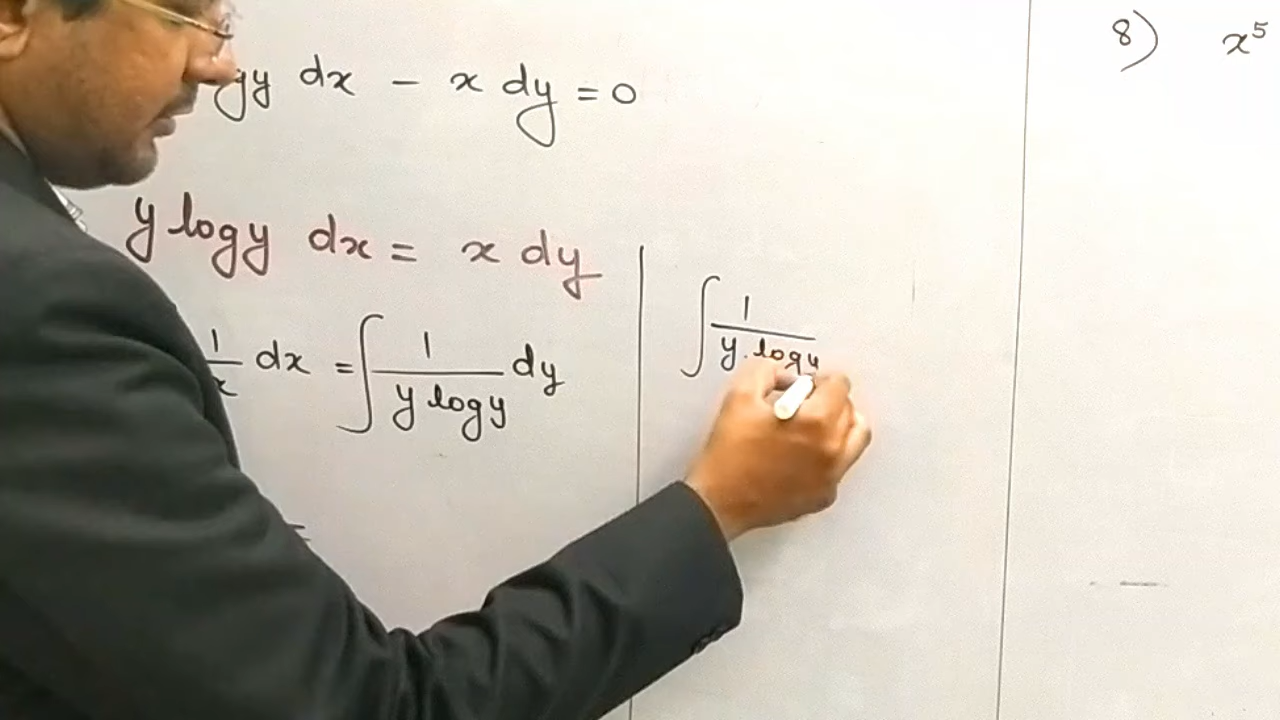 gy dx - x dy = 0
y log y dx = x dy
1/x dx = ∫ 1/(y log y) dy
∫ 1/(y . log y
8) x⁵